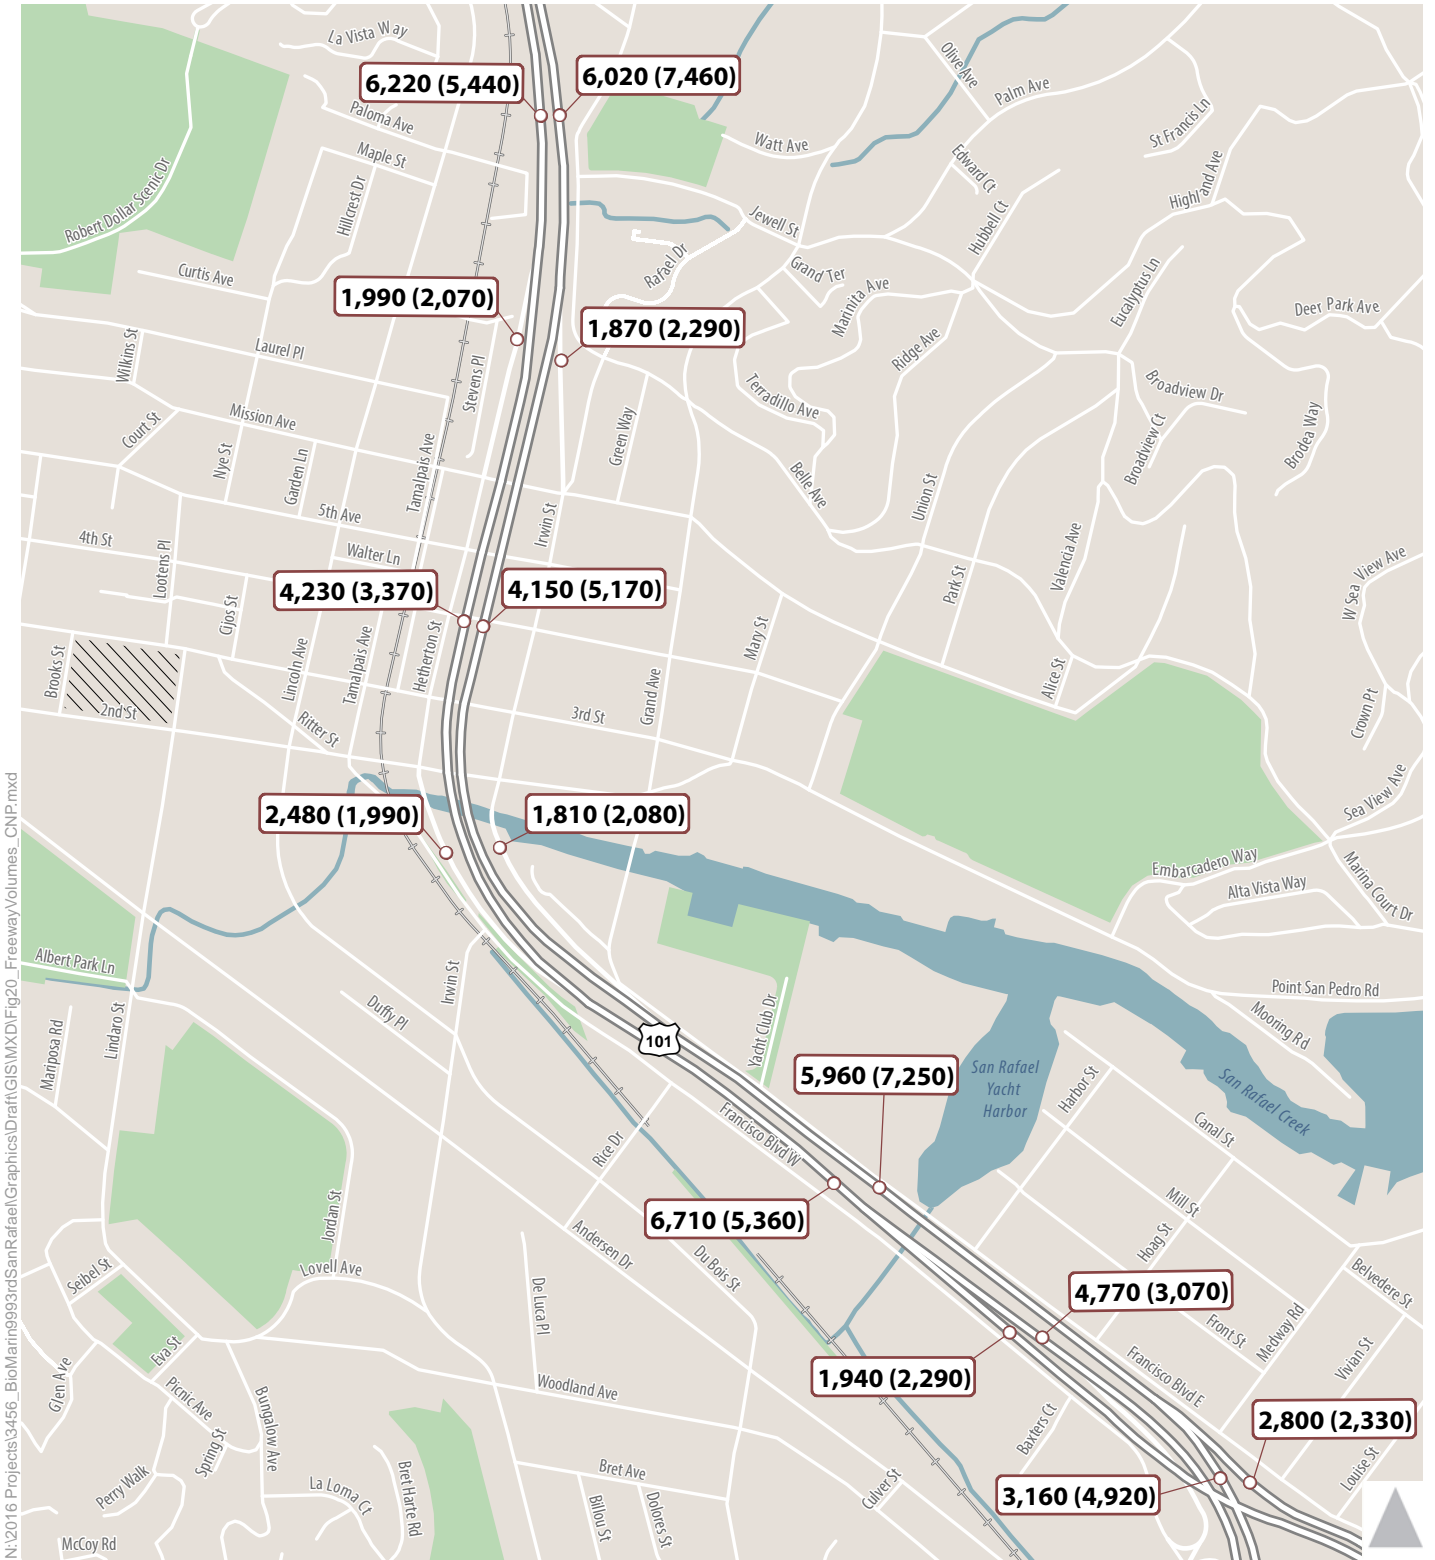 La Vista Way
6,220 (5,440)
6,020 (7,460)
Olive Ave
Palm Ave
Paloma Ave
St Francis Ln
Watt Ave
Maple St
Edward Ct
Highland Ave
Robert Dollar Scenic Dr
Hillcrest Dr
Jewell St
Hubbell Ct
Rafael Dr
Grand Ter
Curtis Ave
Marinita Ave
Eucalyptus Ln
1,990 (2,070)
1,870 (2,290)
Deer Park Ave
Wilkins St
Laurel Pl
Ridge Ave
Stevens Pl
Terradillo Ave
Broadview Dr
Court St
Mission Ave
Green Way
Broadview Ct
Brodea Way
Nye St
Garden Ln
Tamalpais Ave
Belle Ave
Union St
5th Ave
Irwin St
4th St
Walter Ln
Lootens Pl
Valencia Ave
W Sea View Ave
Park St
4,230 (3,370)
4,150 (5,170)
Cijos St
Mary St
Brooks St
Lincoln Ave
Tamalpais Ave
Hetherton St
Grand Ave
Alice St
2nd St
Ritter St
3rd St
Crown Pt
Sea View Ave
2,480 (1,990)
1,810 (2,080)
Embarcadero Way
Alta Vista Way
Marina Court Dr
Albert Park Ln
Irwin St
Point San Pedro Rd
Duffy Pl
Mooring Rd
Mariposa Rd
Lindaro St
Yacht Club Dr
101
5,960 (7,250)
San Rafael
Yacht
Harbor
Harbor St
San Rafael Creek
Canal St
Rice Dr
Francisco Blvd W
6,710 (5,360)
Mill St
Jordan St
Andersen Dr
Du Bois St
Hoag St
Seibel St
Lovell Ave
De Luca Pl
4,770 (3,070)
Belvedere St
Front St
Medway Rd
Eva St
Glen Ave
1,940 (2,290)
Francisco Blvd E
Vivian St
Picnic Ave
Woodland Ave
Bungalow Ave
Baxters Ct
2,800 (2,330)
Spring St
Perry Walk
La Loma Ct
Bret Harte Rd
Bret Ave
Culver St
Louise St
3,160 (4,920)
Billou St
Dolores St
McCoy Rd
N:\2016 Projects\3456_BioMarin9993rdSanRafael\Graphics\Draft\GIS\MXD\Fig20_FreewayVolumes_CNP.mxd